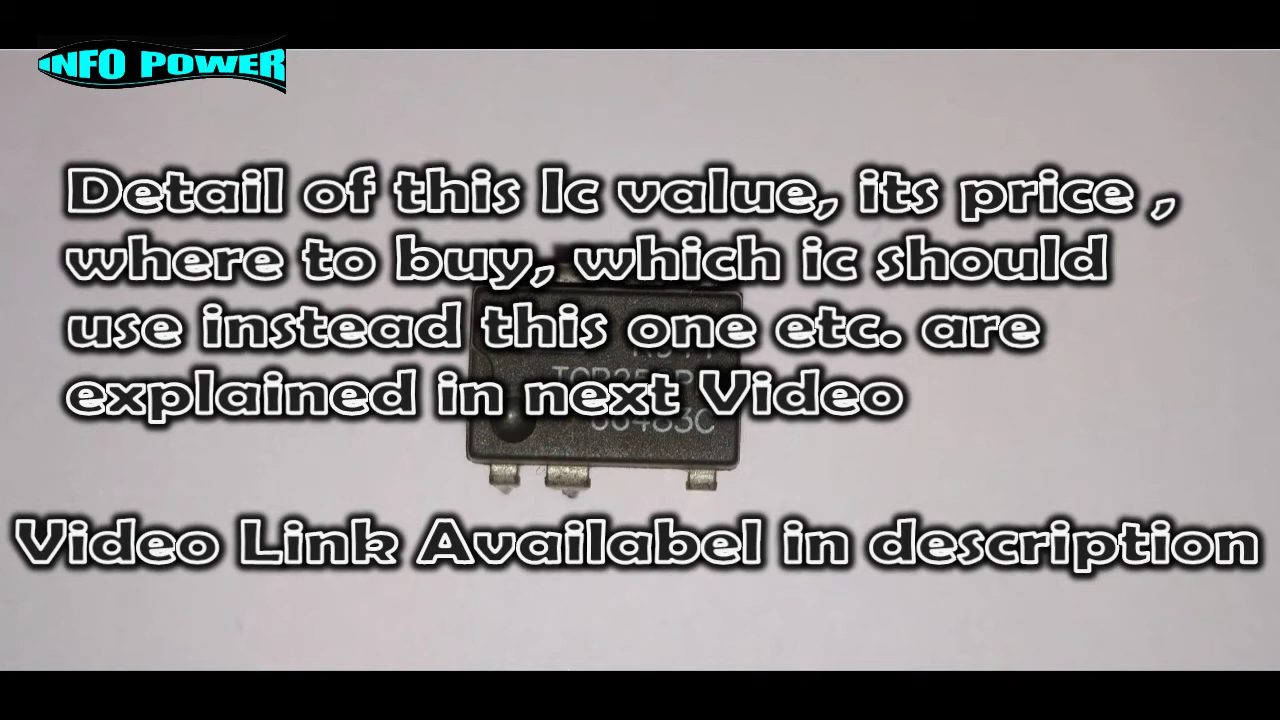 INFO POWER
Detail of this Ic value, its price ,
where to buy, which ic should
use instead this one etc. are
explained in next Video
83C
Video Link Availabel in description